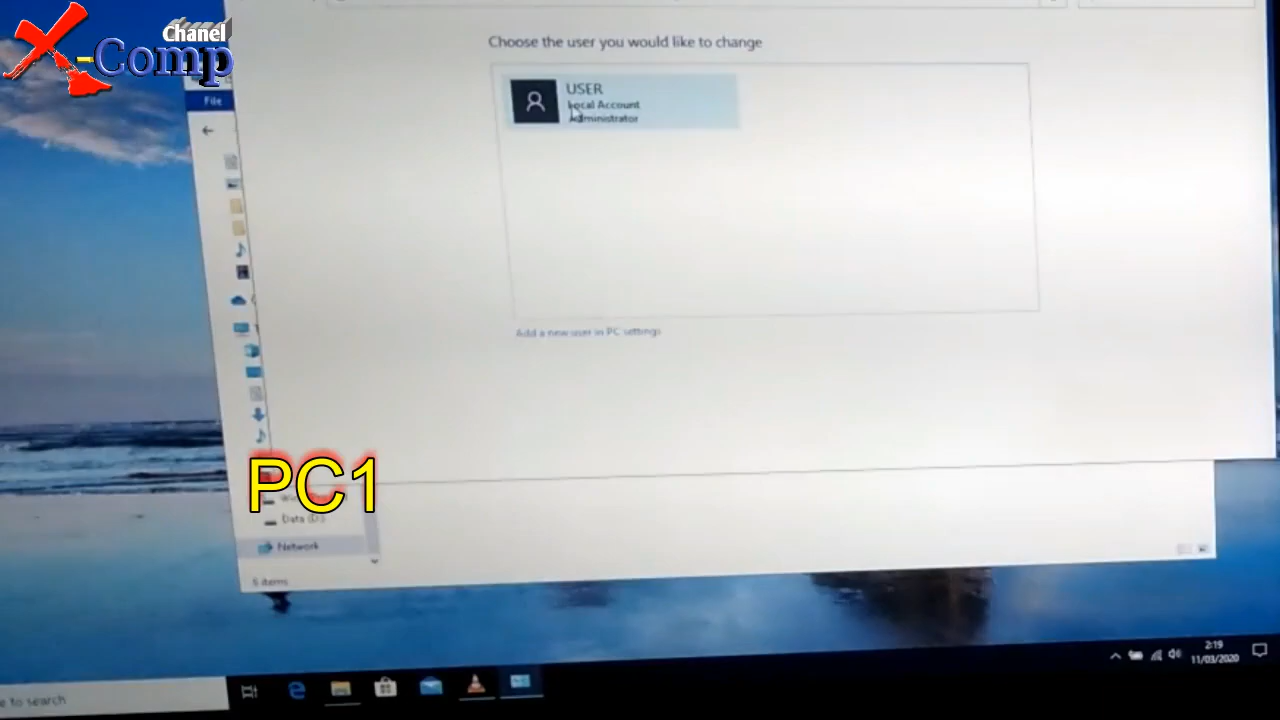 Chanel
X-Comp
Choose the user you would like to change
USER
Local Account
Administrator
File
Add a new user in PC settings
PC1
Data (D:)
Network
5 items
e to search
2:19
11/03/2020